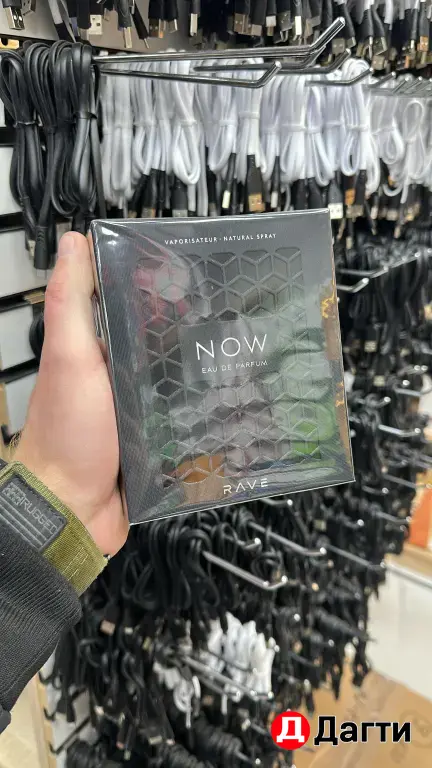 VAPORISATEUR - NATURAL SPRAY
NOW
EAU DE PARFUM
RAVE
Д Дагти